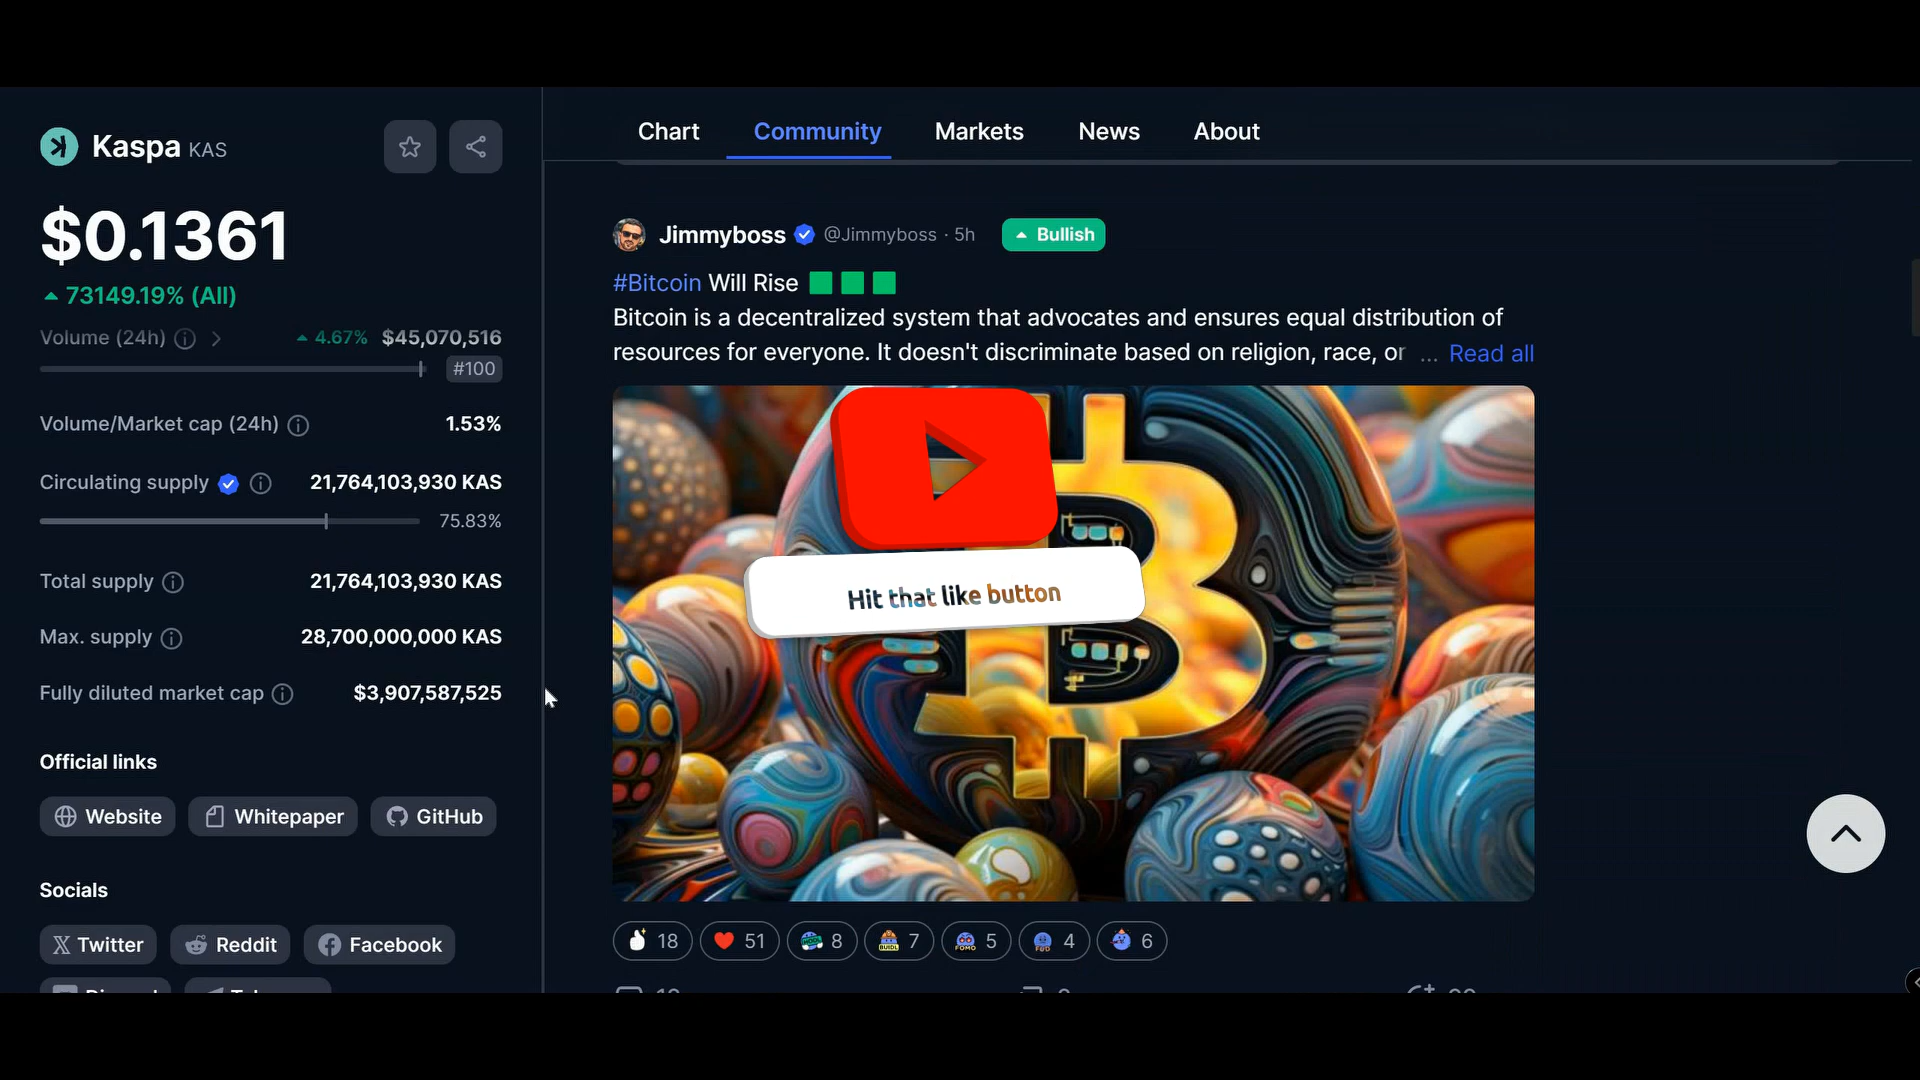 Kaspa KAS
$0.1361
73149.19% (All)
Volume (24h) 4.67% $45,070,516
#100
Volume/Market cap (24h) 1.53%
Circulating supply 21,764,103,930 KAS
75.83%
Total supply 21,764,103,930 KAS
Max. supply 28,700,000,000 KAS
Fully diluted market cap $3,907,587,525
Official links
Website Whitepaper GitHub
Socials
Twitter Reddit Facebook
Chart Community Markets News About
Jimmyboss @Jimmyboss · 5h Bullish
#Bitcoin Will Rise
Bitcoin is a decentralized system that advocates and ensures equal distribution of
resources for everyone. It doesn't discriminate based on religion, race, or ... Read all
Hit that like button
18 51 8 7 5 4 6